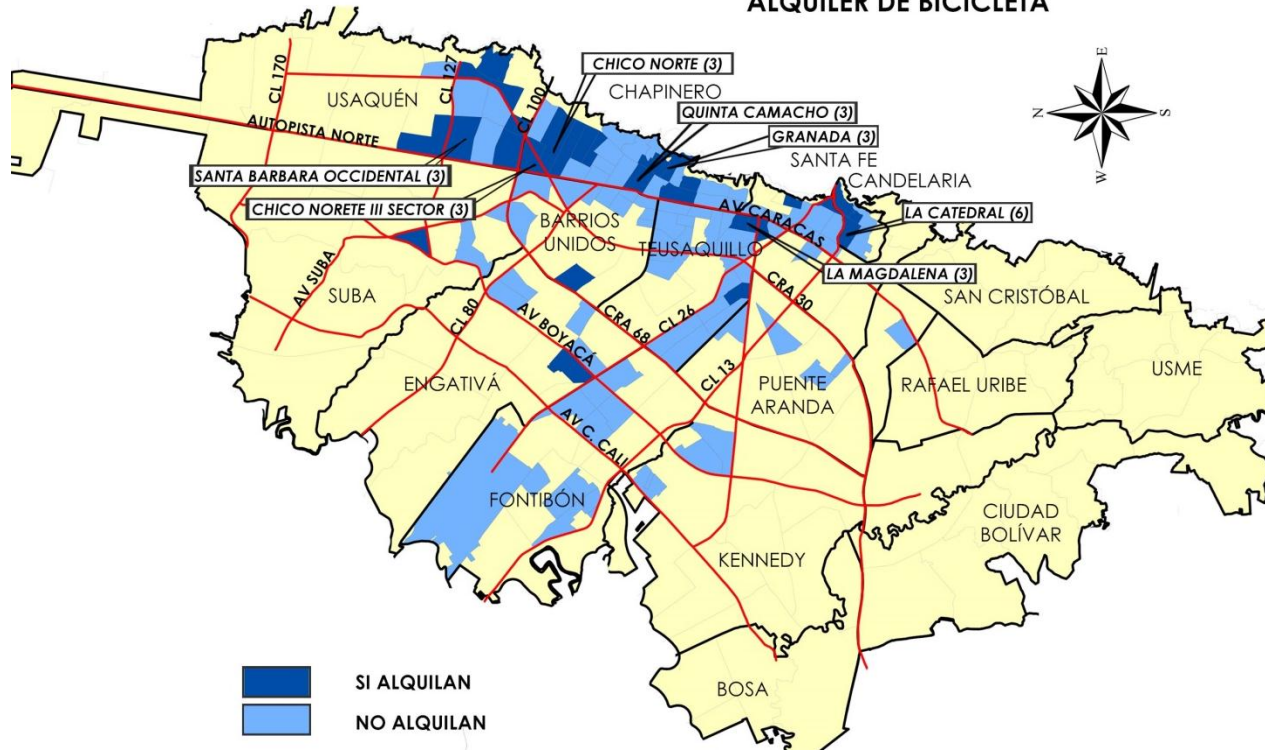 ALQUILER DE BICICLETA
CL 170
CL 127
CL 100
CHICO NORTE (3)
USAQUÉN
CHAPINERO
QUINTA CAMACHO (3)
AUTOPISTA NORTE
GRANADA (3)
SANTA FE
SANTA BARBARA OCCIDENTAL (3)
CANDELARIA
CHICO NORETE III SECTOR (3)
AV CARACAS
LA CATEDRAL (6)
BARRIOS
UNIDOS
TEUSAQUILLO
LA MAGDALENA (3)
AV SUBA
SUBA
CL 80
CRA 30
SAN CRISTÓBAL
AV BOYACÁ
CRA 68
CL 26
ENGATIVÁ
CL 13
PUENTE
ARANDA
RAFAEL URIBE
USME
AV C. CALI
FONTIBÓN
CIUDAD
BOLÍVAR
KENNEDY
BOSA
SI ALQUILAN
NO ALQUILAN
N
E
S
W